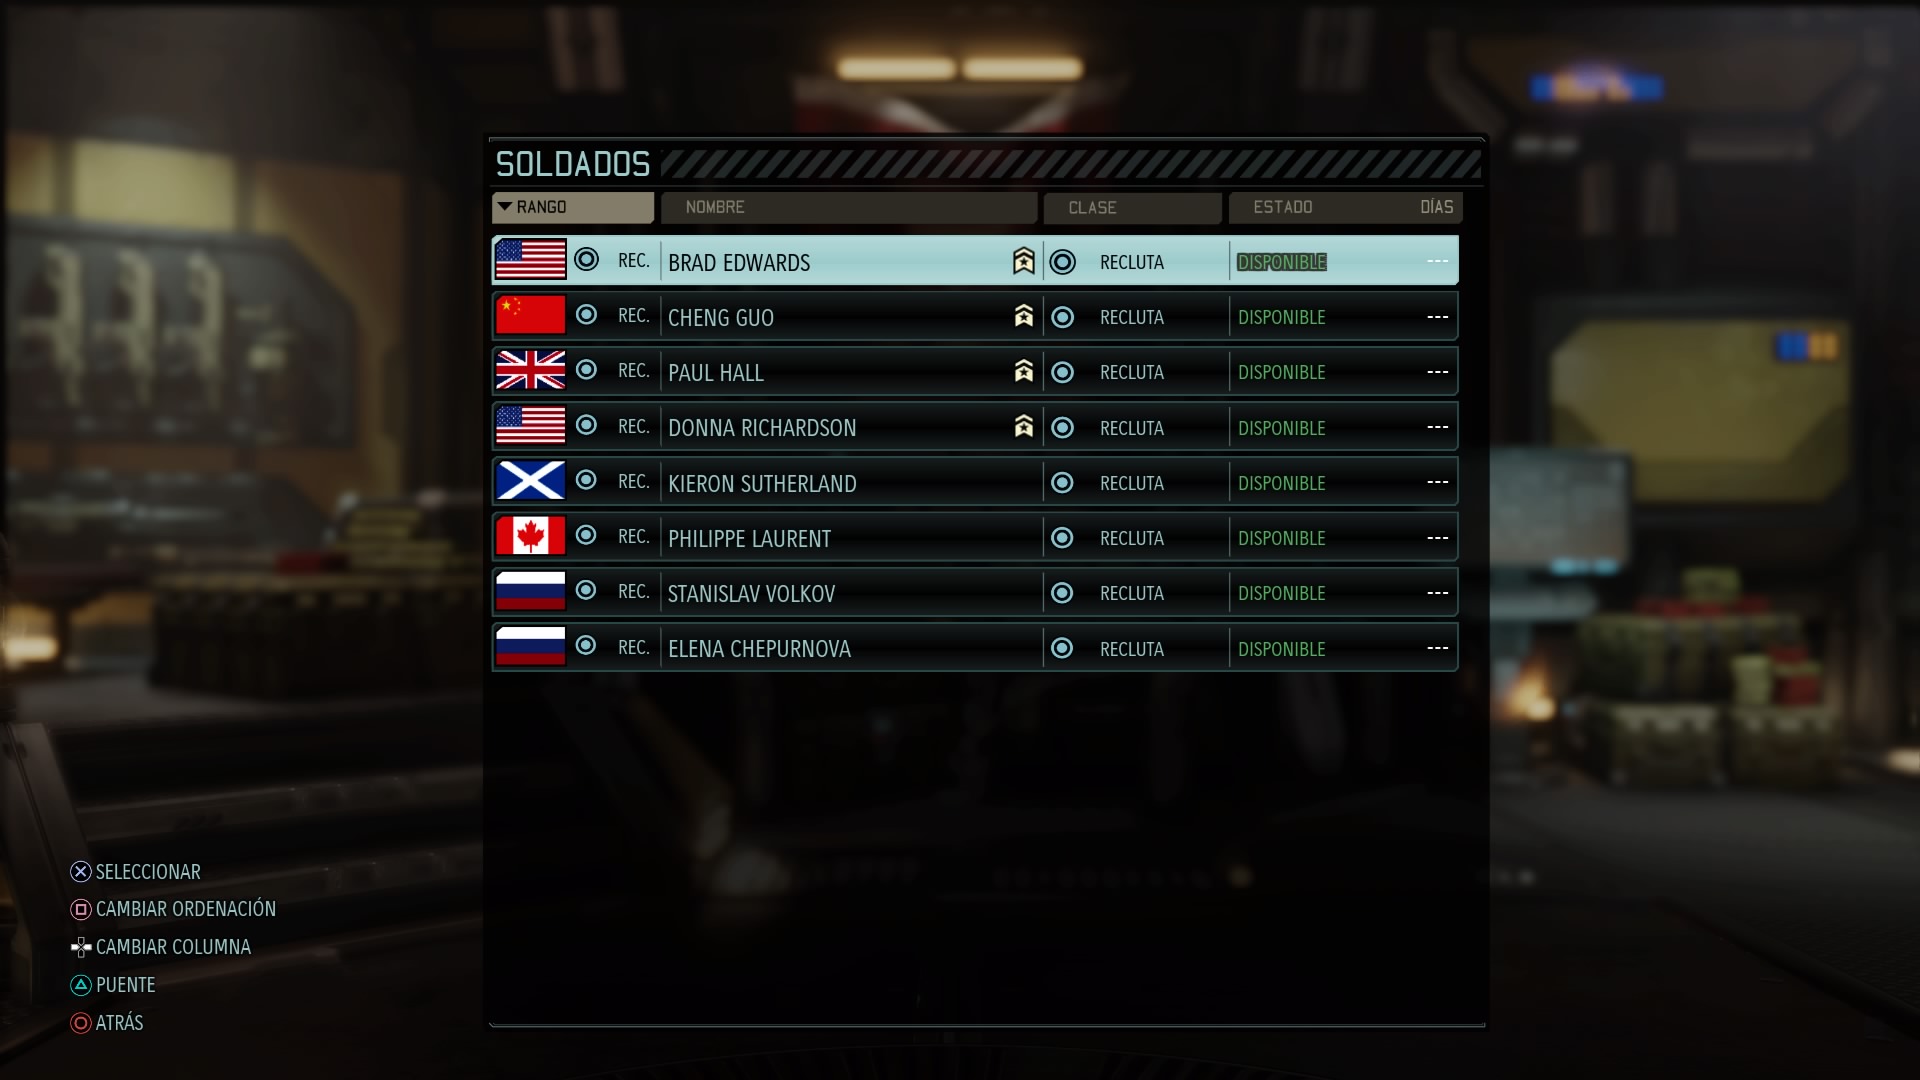 SOLDADOS
RANGO NOMBRE CLASE ESTADO DÍAS
REC. BRAD EDWARDS RECLUTA DISPONIBLE ---
REC. CHENG GUO RECLUTA DISPONIBLE ---
REC. PAUL HALL RECLUTA DISPONIBLE ---
REC. DONNA RICHARDSON RECLUTA DISPONIBLE ---
REC. KIERON SUTHERLAND RECLUTA DISPONIBLE ---
REC. PHILIPPE LAURENT RECLUTA DISPONIBLE ---
REC. STANISLAV VOLKOV RECLUTA DISPONIBLE ---
REC. ELENA CHEPURNOVA RECLUTA DISPONIBLE ---
SELECCIONAR
CAMBIAR ORDENACIÓN
CAMBIAR COLUMNA
PUENTE
ATRÁS